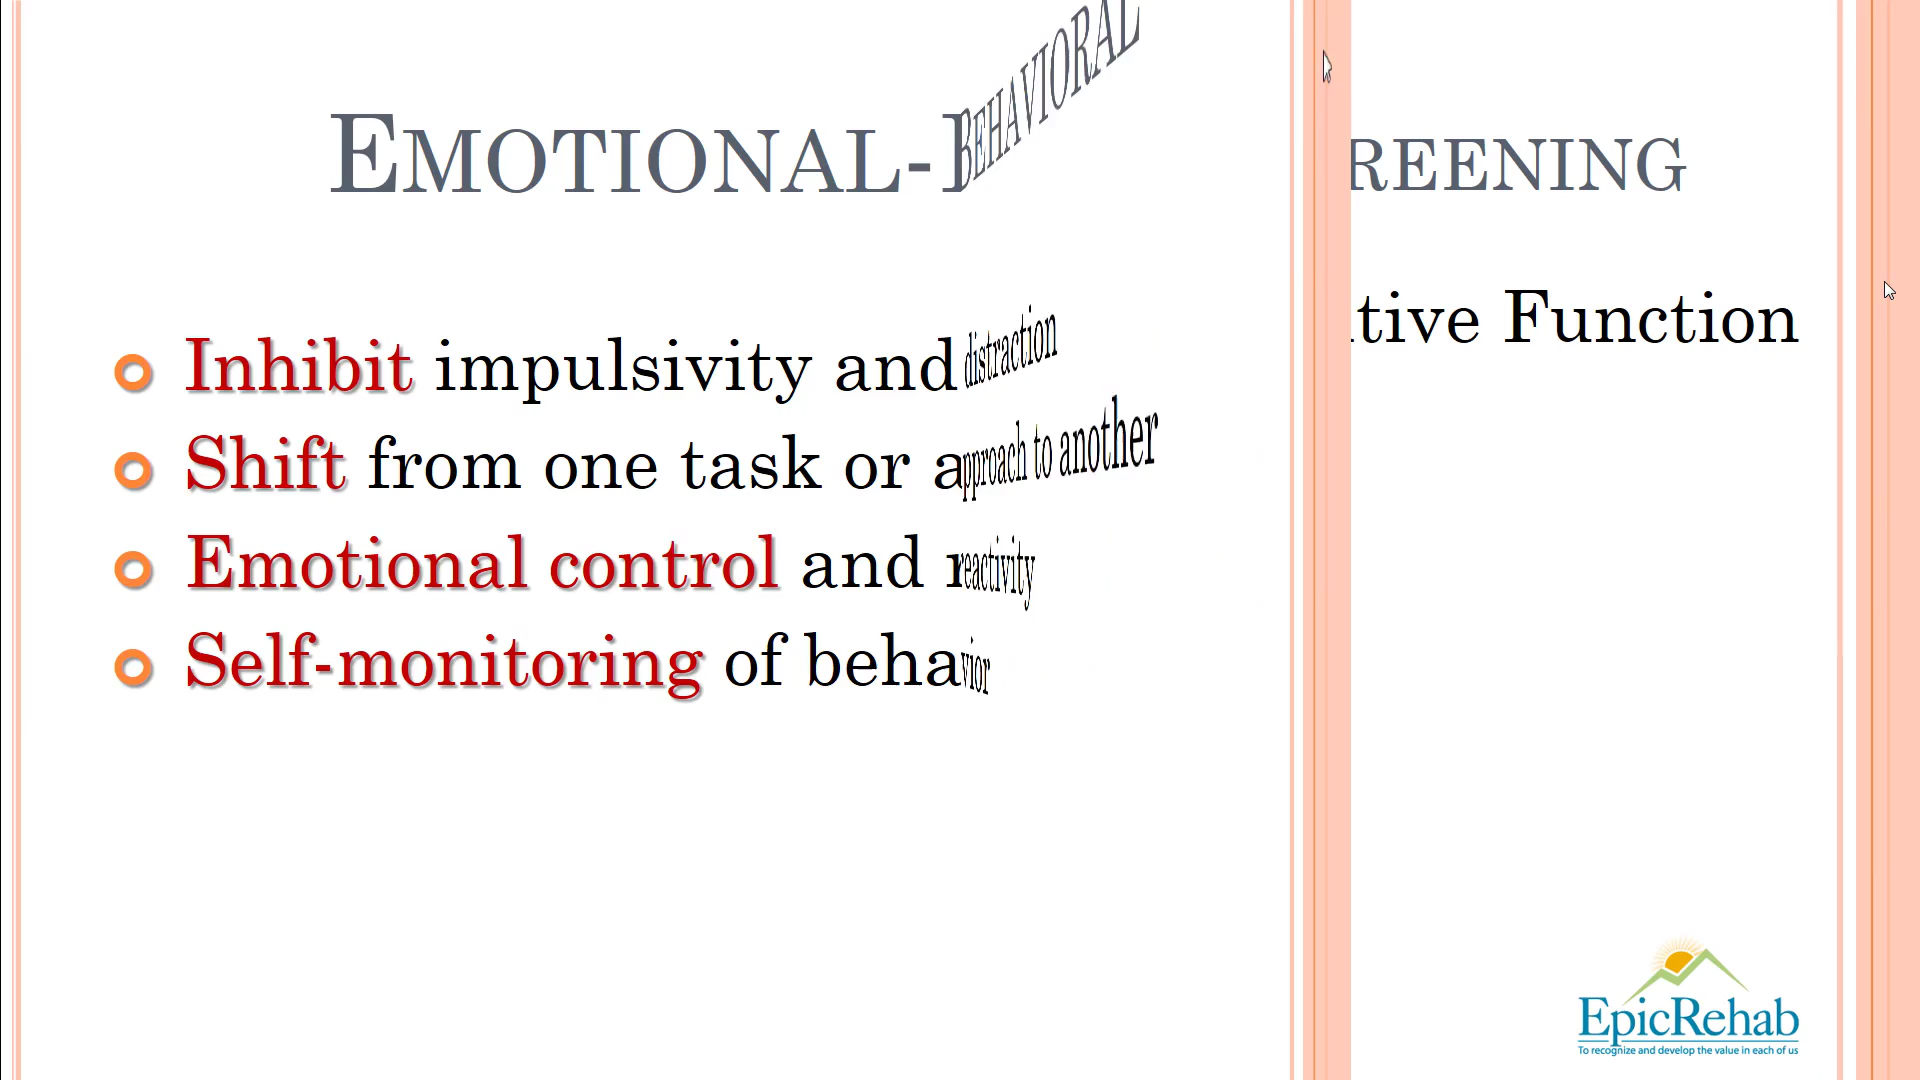 EMOTIONAL-BEHAVIORAL
Inhibit impulsivity and distraction
Shift from one task or approach to another
Emotional control and reactivity
Self-monitoring of behavior
REENING
tive Function
EpicRehab
To recognize and develop the value in each of us